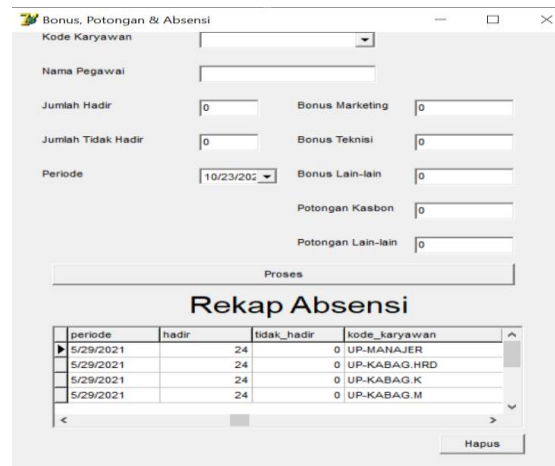 Bonus, Potongan & Absensi
Kode Karyawan
Nama Pegawai
Jumlah Hadir 0 Bonus Marketing 0
Jumlah Tidak Hadir 0 Bonus Teknisi 0
Periode 10/23/202 Bonus Lain-lain 0
Potongan Kasbon 0
Potongan Lain-lain 0
Proses
Rekap Absensi
periode hadir tidak_hadir kode_karyawan
5/29/2021 24 0 UP-MANAJER
5/29/2021 24 0 UP-KABAG.HRD
5/29/2021 24 0 UP-KABAG.K
5/29/2021 24 0 UP-KABAG.M
Hapus